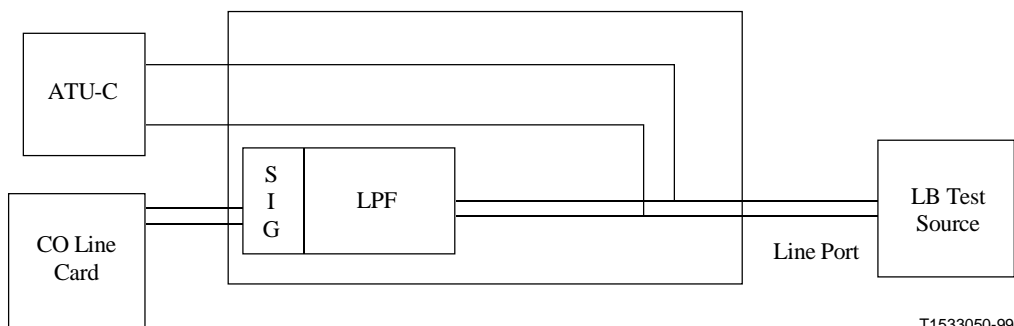 ATU-C
S
I
G
LPF
CO Line
Card
LB Test
Source
Line Port
T1533050-99